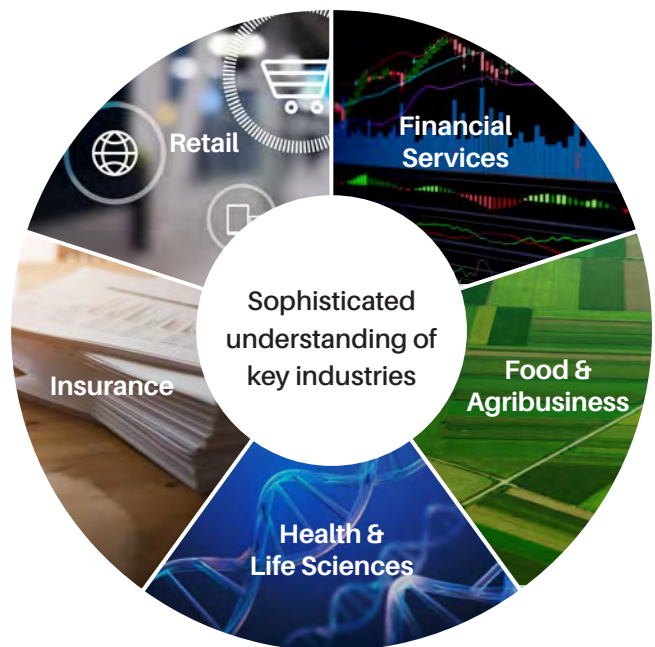 Retail
Financial
Services
Sophisticated
understanding of
key industries
Insurance
Food &
Agribusiness
Health &
Life Sciences